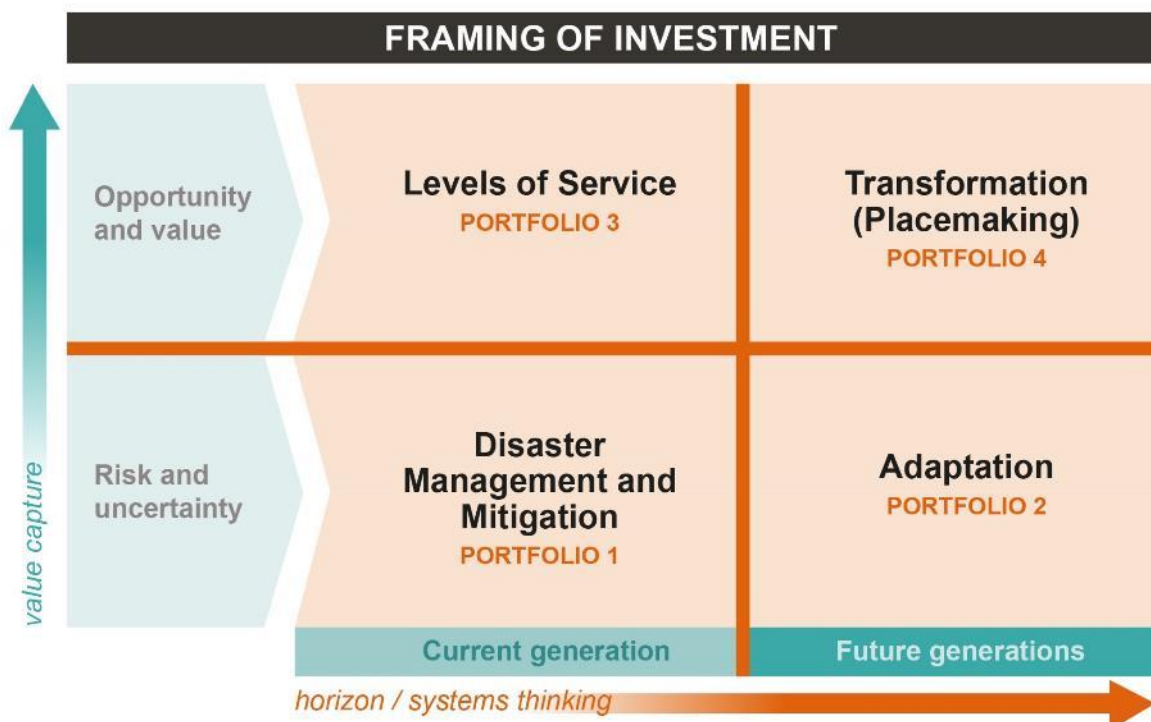 FRAMING OF INVESTMENT
Opportunity
and value
Levels of Service
PORTFOLIO 3
Transformation
(Placemaking)
PORTFOLIO 4
Risk and
uncertainty
Disaster
Management and
Mitigation
PORTFOLIO 1
Adaptation
PORTFOLIO 2
value capture
Current generation
Future generations
horizon / systems thinking